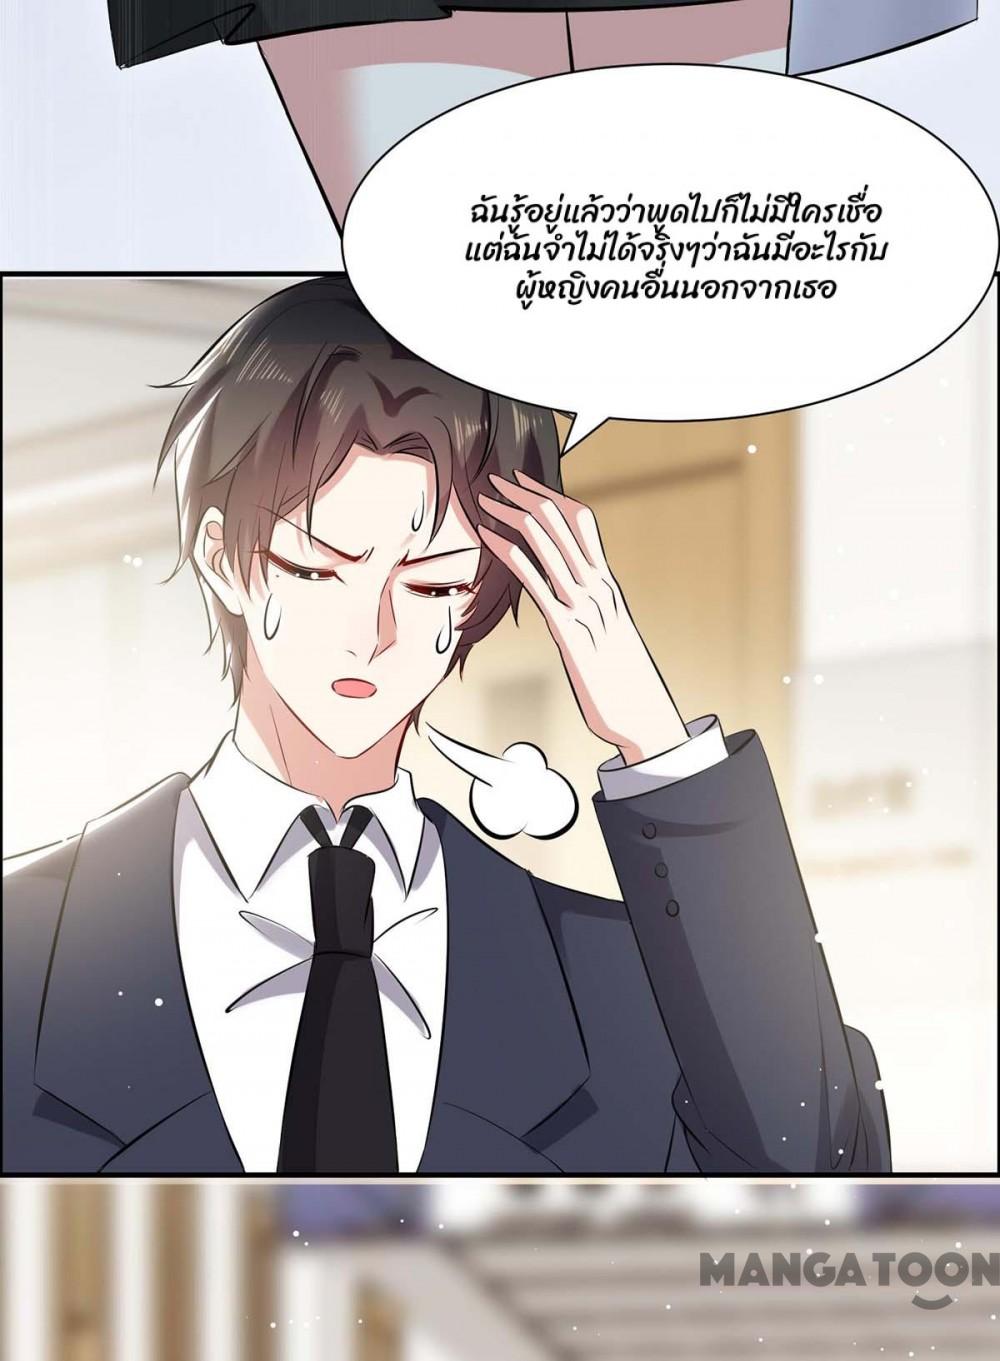 ฉันรู้อยู่แล้วว่าพูดไปก็ไม่มีใครเชื่อ
แต่ฉันจำไม่ได้จริงๆว่าฉันมีอะไรกับ
ผู้หญิงคนอื่นนอกจากเธอ
MANGATOON